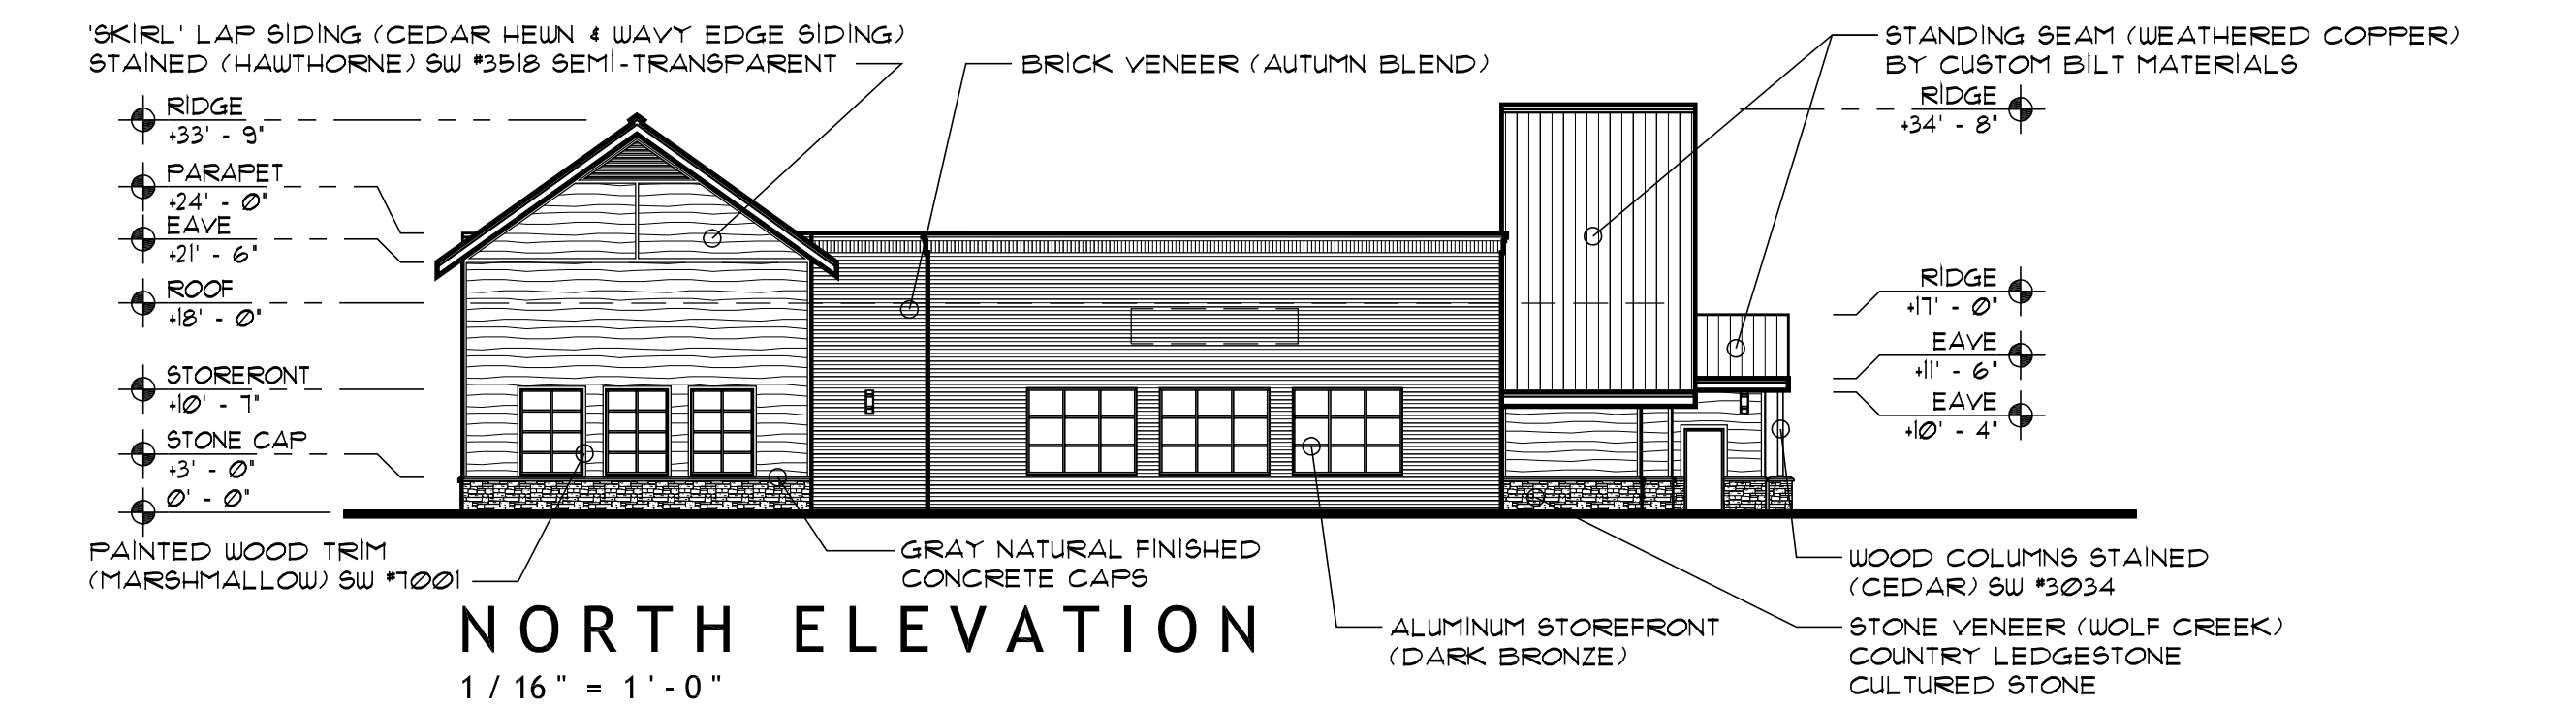 'SKIRL' LAP SIDING (CEDAR HEWN & WAVY EDGE SIDING)
STAINED (HAWTHORNE) SW #3518 SEMI-TRANSPARENT
BRICK VENEER (AUTUMN BLEND)
STANDING SEAM (WEATHERED COPPER)
BY CUSTOM BILT MATERIALS
RIDGE
+33' - 9"
PARAPET
+24' - 0"
EAVE
+21' - 6"
ROOF
+18' - 0"
STOREFRONT
+10' - 7"
STONE CAP
+3' - 0"
0' - 0"
RIDGE
+34' - 8"
RIDGE
+17' - 0"
EAVE
+11' - 6"
EAVE
+10' - 4"
PAINTED WOOD TRIM
(MARSHMALLOW) SW #7001
GRAY NATURAL FINISHED
CONCRETE CAPS
ALUMINUM STOREFRONT
(DARK BRONZE)
WOOD COLUMNS STAINED
(CEDAR) SW #3034
STONE VENEER (WOLF CREEK)
COUNTRY LEDGESTONE
CULTURED STONE
NORTH ELEVATION
1/16" = 1'-0"